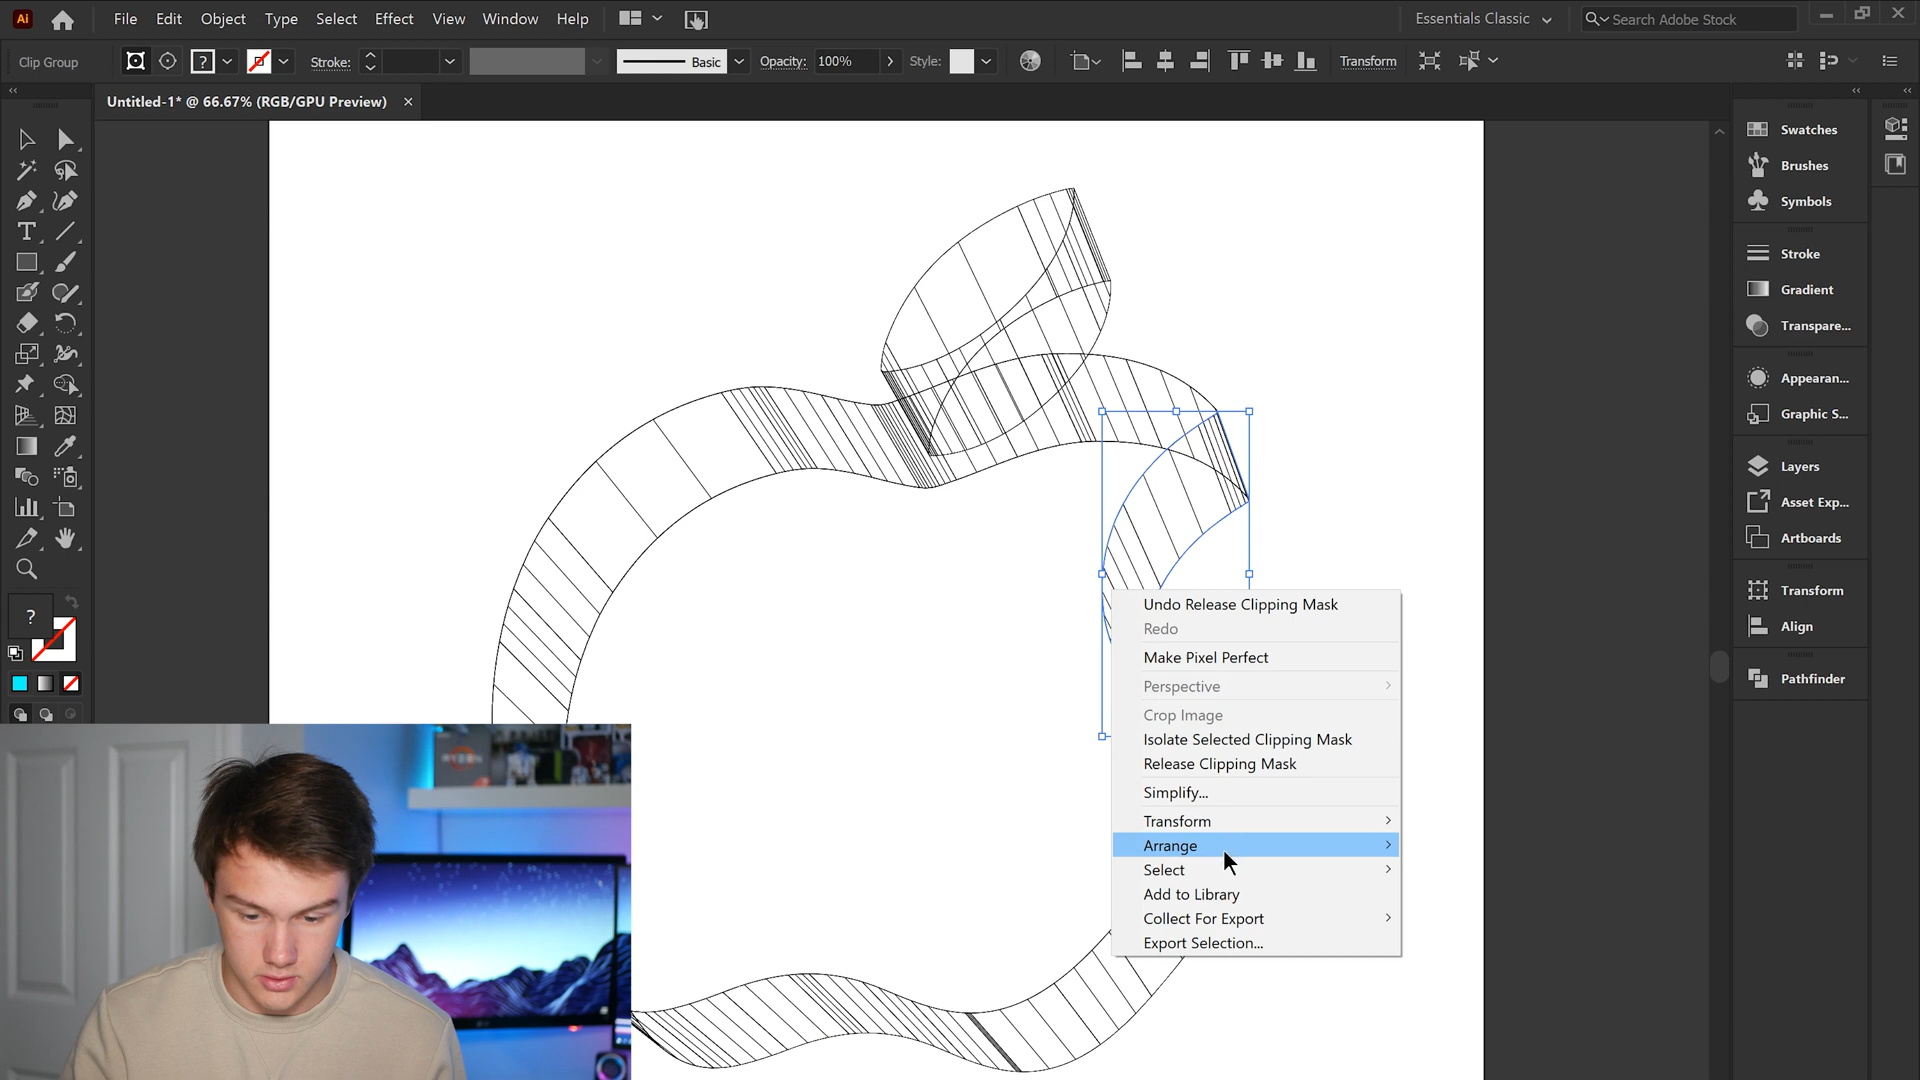 Ai File Edit Object Type Select Effect View Window Help Essentials Classic Search Adobe Stock
Clip Group ? Stroke: Basic Opacity: 100% Style: Transform
Untitled-1* @ 66.67% (RGB/GPU Preview) ×
Swatches
Brushes
Symbols
Stroke
Gradient
Transpare...
Appearan...
Graphic S...
Layers
Asset Exp...
Artboards
Transform
Align
Pathfinder
?
Undo Release Clipping Mask
Redo
Make Pixel Perfect
Perspective
Crop Image
Isolate Selected Clipping Mask
Release Clipping Mask
Simplify...
Transform
Arrange
Select
Add to Library
Collect For Export
Export Selection...
RYZEN